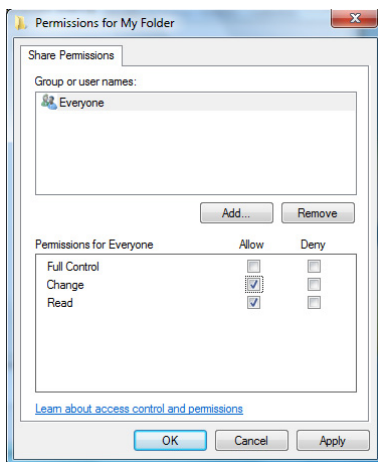 Permissions for My Folder
Share Permissions
Group or user names:
Everyone
Add... Remove
Permissions for Everyone Allow Deny
Full Control
Change
Read
Learn about access control and permissions
OK Cancel Apply